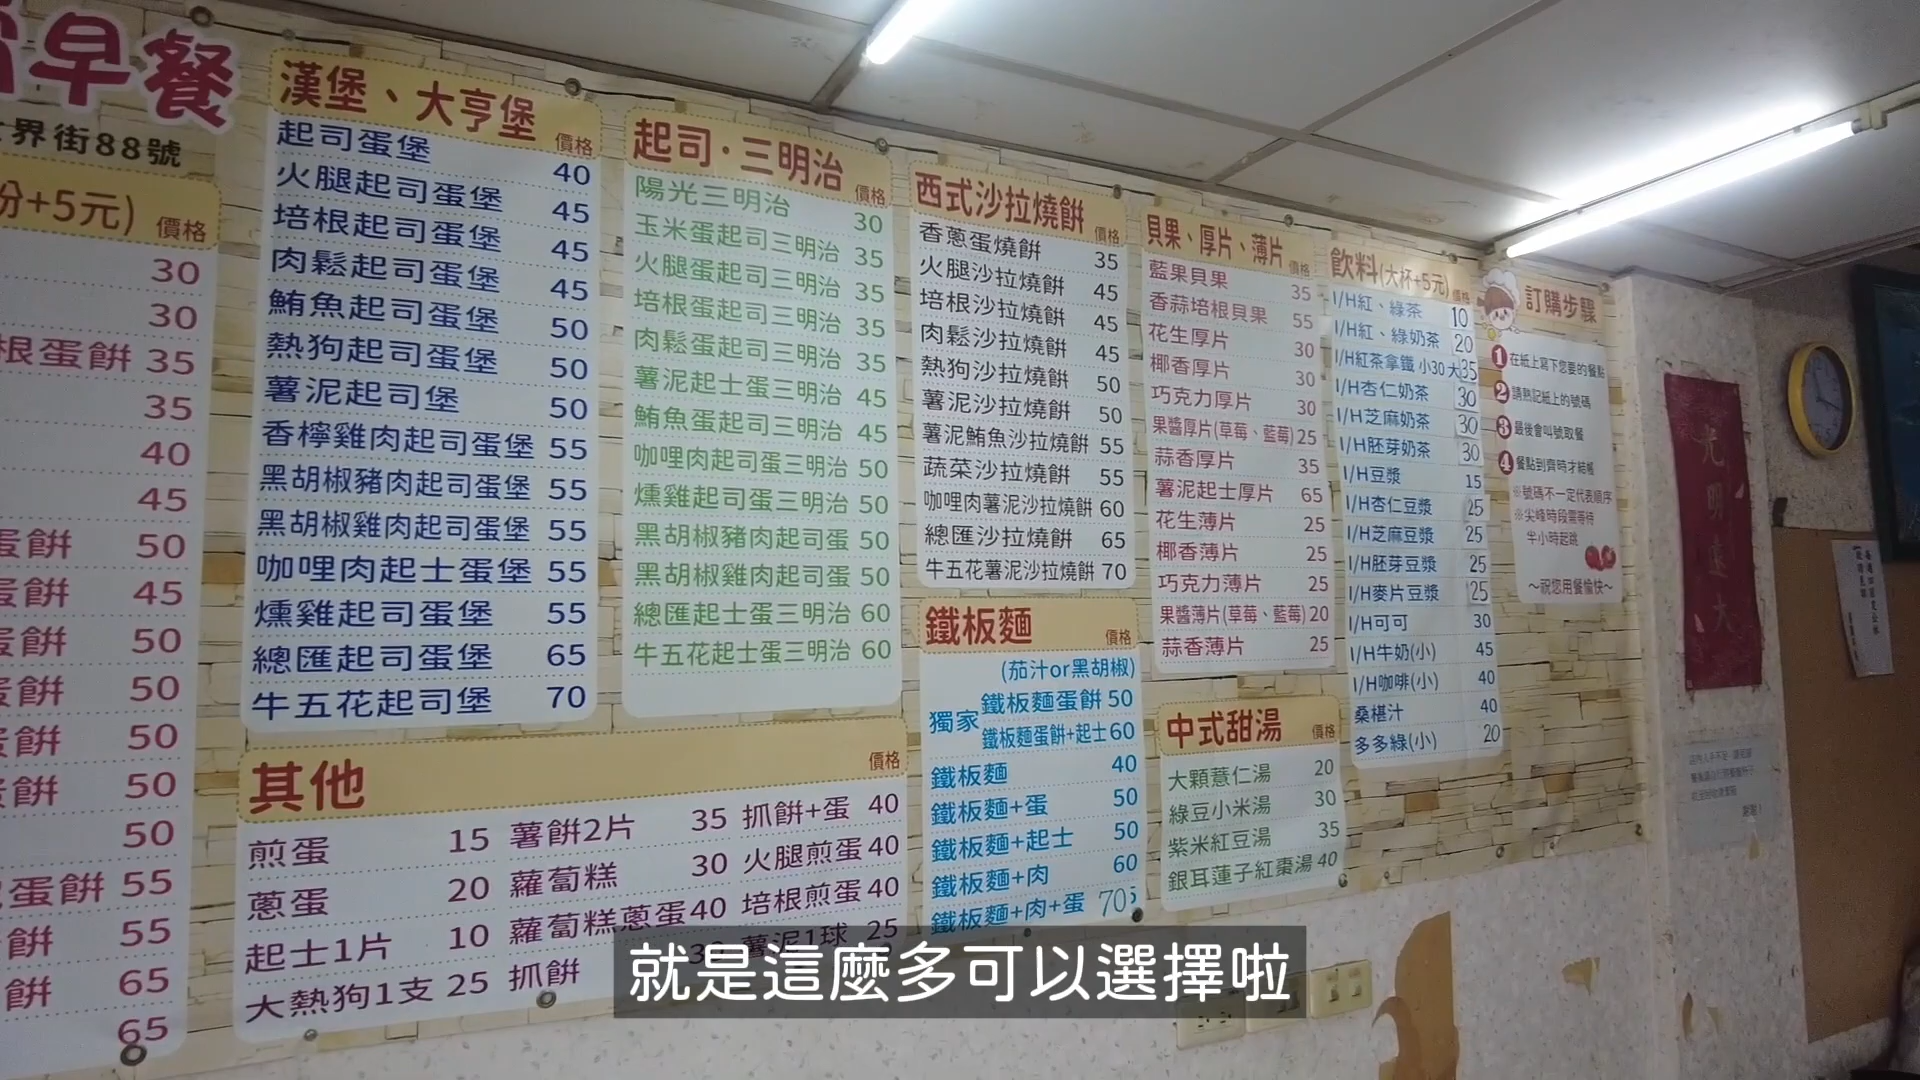 早餐
界街88號
份+5元) 價格
30
30
根蛋餅 35
35
40
45
蛋餅 50
蛋餅 45
蛋餅 50
蛋餅 50
蛋餅 50
蛋餅 50
50
蛋餅 55
餅 55
餅 65
65
漢堡、大亨堡 價格
起司蛋堡 40
火腿起司蛋堡 45
培根起司蛋堡 45
肉鬆起司蛋堡 45
鮪魚起司蛋堡 50
熱狗起司蛋堡 50
薯泥起司堡 50
香檸雞肉起司蛋堡 55
黑胡椒豬肉起司蛋堡 55
黑胡椒雞肉起司蛋堡 55
咖哩肉起士蛋堡 55
燻雞起司蛋堡 55
總匯起司蛋堡 65
牛五花起司堡 70
起司·三明治 價格
陽光三明治 30
玉米蛋起司三明治 35
火腿蛋起司三明治 35
培根蛋起司三明治 35
肉鬆蛋起司三明治 35
薯泥起士蛋三明治 45
鮪魚蛋起司三明治 45
咖哩肉起司蛋三明治 50
燻雞起司蛋三明治 50
黑胡椒豬肉起司蛋 50
黑胡椒雞肉起司蛋 50
總匯起士蛋三明治 60
牛五花起士蛋三明治 60
西式沙拉燒餅 價格
香蔥蛋燒餅 35
火腿沙拉燒餅 45
培根沙拉燒餅 45
肉鬆沙拉燒餅 45
熱狗沙拉燒餅 50
薯泥沙拉燒餅 50
薯泥鮪魚沙拉燒餅 55
蔬菜沙拉燒餅 55
咖哩肉薯泥沙拉燒餅 60
總匯沙拉燒餅 65
牛五花薯泥沙拉燒餅 70
貝果、厚片、薄片 價格
藍果貝果 35
香蒜培根貝果 55
花生厚片 30
椰香厚片 30
巧克力厚片 30
果醬厚片(草莓、藍莓) 25
蒜香厚片 35
薯泥起士厚片 65
花生薄片 25
椰香薄片 25
巧克力薄片 25
果醬薄片(草莓、藍莓) 20
蒜香薄片 25
飲料(大杯+5元) 價格
I/H紅、綠茶 10
I/H紅、綠奶茶 20
I/H紅茶拿鐵 小30 大35
I/H杏仁奶茶 30
I/H芝麻奶茶 30
I/H胚芽奶茶 30
I/H豆漿 15
I/H杏仁豆漿 25
I/H芝麻豆漿 25
I/H胚芽豆漿 25
I/H麥片豆漿 25
I/H可可 30
I/H牛奶(小) 45
I/H咖啡(小) 40
桑椹汁 40
多多綠(小) 20
訂購步驟
1 在紙上寫下您要的餐點
2 請熟記紙上的號碼
3 最後會叫號取餐
4 餐點到齊時才結帳
※號碼不一定代表順序
※尖峰時段需等待
半小時起跳
～祝您用餐愉快～
其他 價格
煎蛋 15 薯餅2片 35 抓餅+蛋 40
蔥蛋 20 蘿蔔糕 30 火腿煎蛋 40
起士1片 10 蘿蔔糕蔥蛋 40 培根煎蛋 40
大熱狗1支 25 抓餅 30 薯泥1球 25
鐵板麵 價格
(茄汁or黑胡椒)
獨家 鐵板麵蛋餅 50
鐵板麵蛋餅+起士 60
鐵板麵 40
鐵板麵+蛋 50
鐵板麵+起士 50
鐵板麵+肉 60
鐵板麵+肉+蛋 70
中式甜湯 價格
大顆薏仁湯 20
綠豆小米湯 30
紫米紅豆湯 35
銀耳蓮子紅棗湯 40
光明遠大
就是這麼多可以選擇啦